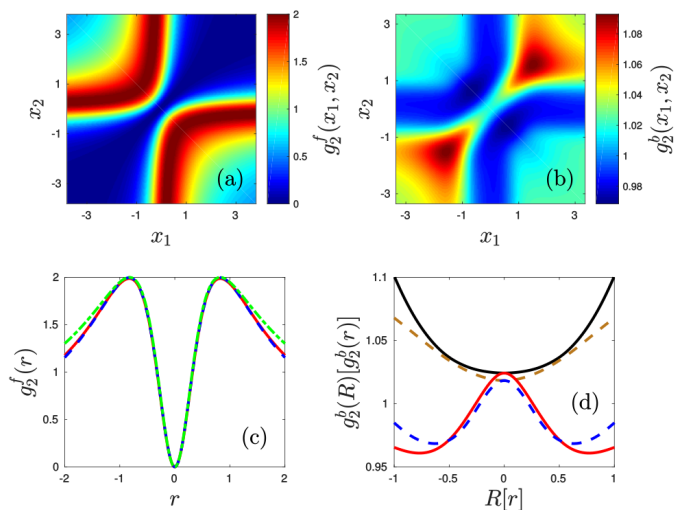 3
1
-1
-3
x₂
-3 -1 1 3
x₁
(a)
2
1.5
1
0.5
0
g₂ᶠ(x₁, x₂)
3
1
-1
-3
x₂
-3 -1 1 3
x₁
(b)
1.08
1.06
1.04
1.02
1
0.98
g₂ᵇ(x₁, x₂)
2
1.5
1
0.5
0
g₂ᶠ(r)
-2 -1 0 1 2
r
(c)
1.1
1.05
1
0.95
g₂ᵇ(R)[g₂ᵇ(r)]
-1 -0.5 0 0.5 1
R[r]
(d)